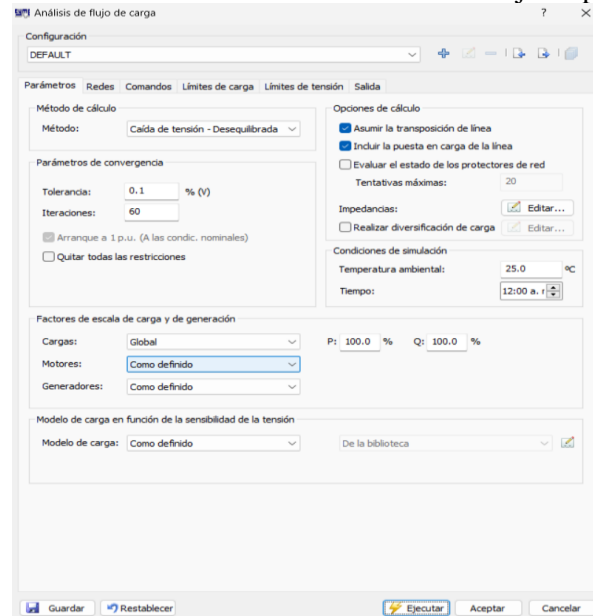 Análisis de flujo de carga
Configuración
DEFAULT
Parámetros Redes Comandos Límites de carga Límites de tensión Salida
Método de cálculo
Método: Caída de tensión - Desequilibrada
Parámetros de convergencia
Tolerancia: 0.1 % (V)
Iteraciones: 60
Arranque a 1 p.u. (A las condic. nominales)
Quitar todas las restricciones
Opciones de cálculo
Asumir la transposición de línea
Incluir la puesta en carga de la línea
Evaluar el estado de los protectores de red
Tentativas máximas: 20
Impedancias: Editar...
Realizar diversificación de carga Editar...
Condiciones de simulación
Temperatura ambiental: 25.0 ºC
Tiempo: 12:00 a. r
Factores de escala de carga y de generación
Cargas: Global P: 100.0 % Q: 100.0 %
Motores: Como definido
Generadores: Como definido
Modelo de carga en función de la sensibilidad de la tensión
Modelo de carga: Como definido De la biblioteca
Guardar Restablecer Ejecutar Aceptar Cancelar